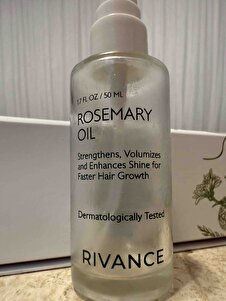 1.7 FL OZ / 50 ML
ROSEMARY
OIL
Strengthens, Volumizes
and Enhances Shine for
Faster Hair Growth
Dermatologically Tested
RIVANCE